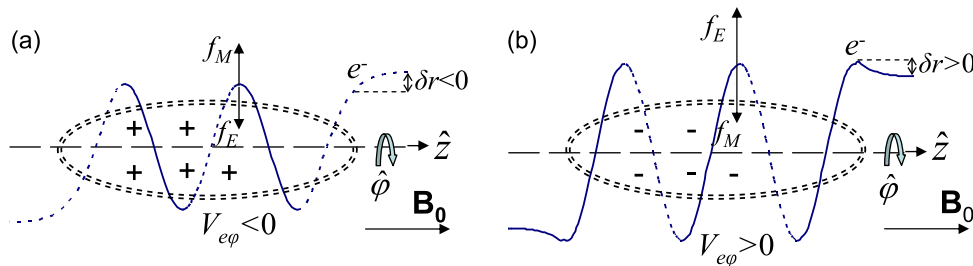 (a)
f_M
e^-
δr<0
+ +
f_E
ẑ
+ + +
φ̂
V_eφ<0
B_0
(b)
f_E
e^-
δr>0
- -
f_M
ẑ
- - -
φ̂
V_eφ>0
B_0